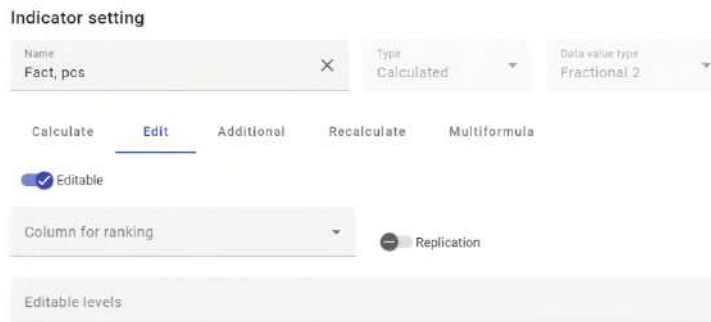 Indicator setting
Name Type Data value type
Fact, pcs Calculated Fractional 2
Calculate Edit Additional Recalculate Multiformula
Editable
Column for ranking Replication
Editable levels